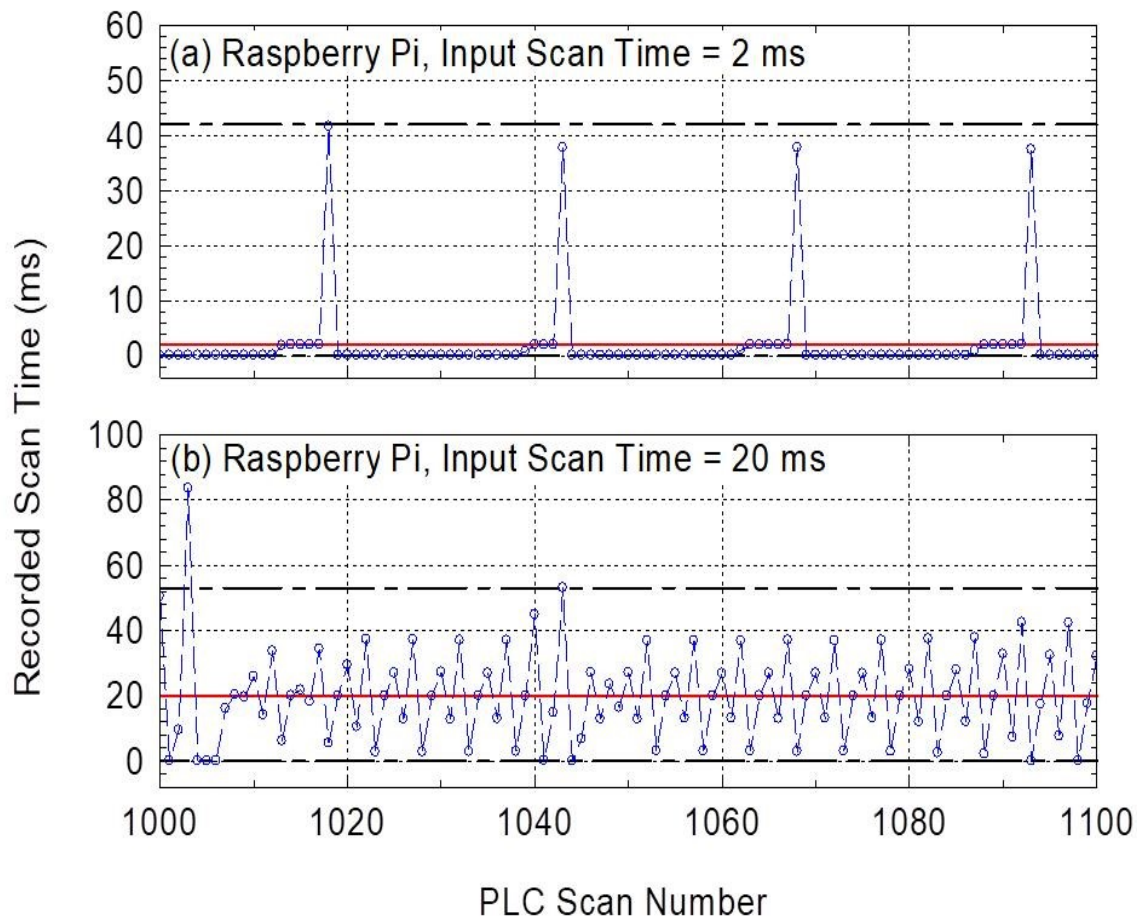 60
(a) Raspberry Pi, Input Scan Time = 2 ms
50
40
30
20
10
0
100
(b) Raspberry Pi, Input Scan Time = 20 ms
80
60
40
20
0
1000 1020 1040 1060 1080 1100
PLC Scan Number
Recorded Scan Time (ms)